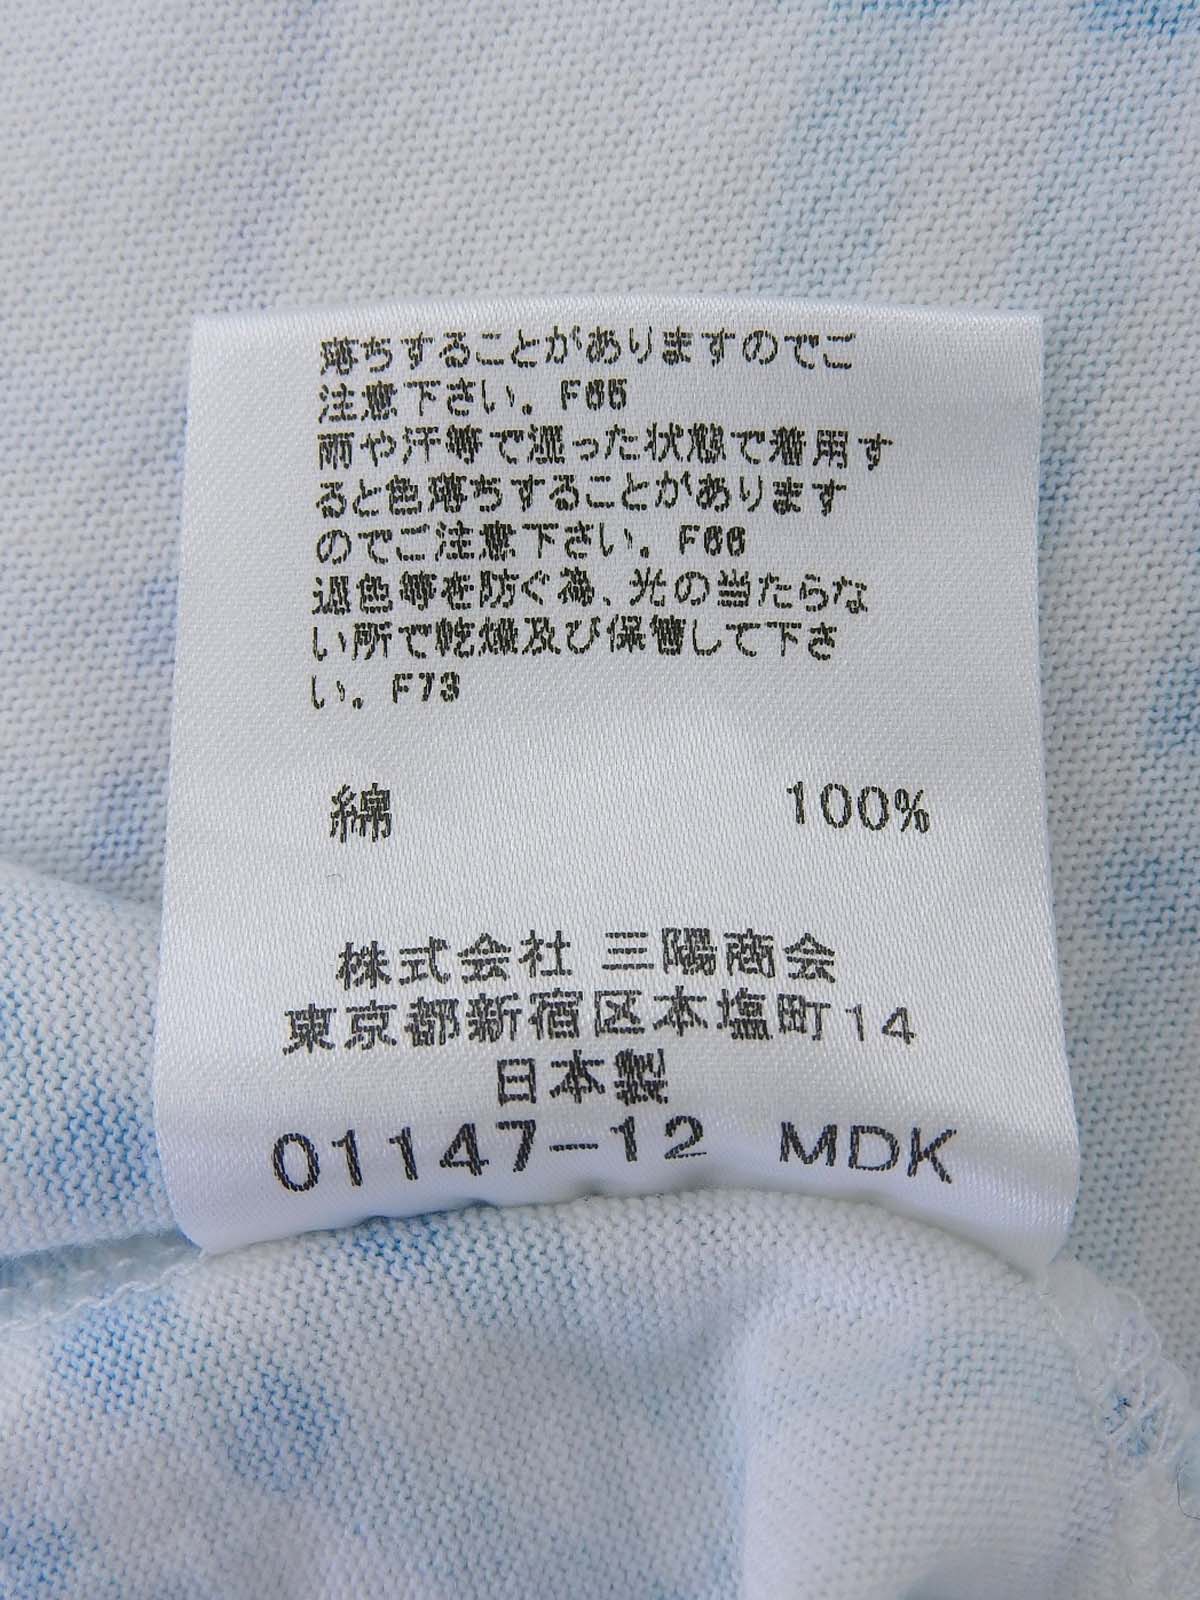 落ちすることがありますのでご
注意下さい。F65
雨や汗等で湿った状態で着用す
ると色落ちすることがあります
のでご注意下さい。F66
退色等を防ぐ為、光の当たらな
い所で乾燥及び保管して下さ
い。F73
綿 100%
株式会社 三陽商会
東京都新宿区本塩町14
日本製
01147-12 MDK